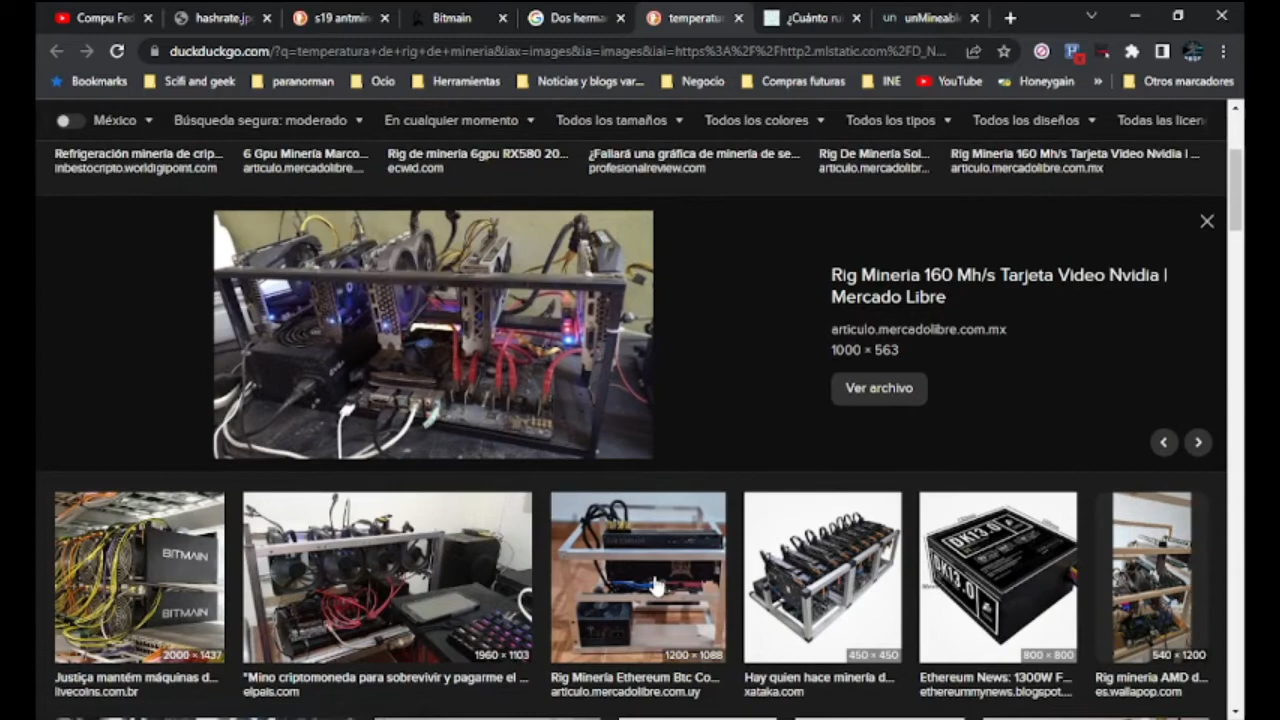 Compu Fed
hashrate.jp
s19 antmin
Bitmain
Dos herma
temperatu
¿Cuánto ru
unMineabl
duckduckgo.com/?q=temperatura+de+rig+de+mineria&iax=images&ia=images&iai=https%3A%2F%2Fhttp2.mlstatic.com%2FD_N...
Bookmarks
Scifi and geek
paranorman
Ocio
Herramientas
Noticias y blogs var...
Negocio
Compras futuras
INE
YouTube
Honeygain
»
Otros marcadores
México
Búsqueda segura: moderado
En cualquier momento
Todos los tamaños
Todos los colores
Todos los tipos
Todos los diseños
Todas las licen
Refrigeración minería de crip...
6 Gpu Minería Marco...
Rig de mineria 6gpu RX580 20...
¿Fallará una gráfica de minería de se...
Rig De Minería Sol...
Rig Mineria 160 Mh/s Tarjeta Video Nvidia | ...
inbestocripto.worldigipoint.com
articulo.mercadolibre....
ecwid.com
profesionalreview.com
articulo.mercadolibr...
articulo.mercadolibre.com.mx
Rig Mineria 160 Mh/s Tarjeta Video Nvidia |
Mercado Libre
articulo.mercadolibre.com.mx
1000 × 563
Ver archivo
BITMAIN
BITMAIN
DK13.0
DK13.0
2000 × 1437
1960 × 1103
1200 × 1088
450 × 450
800 × 800
540 × 1200
Justiça mantém máquinas d...
"Mino criptomoneda para sobrevivir y pagarme el ...
Rig Minería Ethereum Btc Co...
Hay quien hace minería d...
Ethereum News: 1300W F...
Rig mineria AMD d...
livecoins.com.br
elpais.com
articulo.mercadolibre.com.uy
xataka.com
ethereummynews.blogspot....
es.wallapop.com